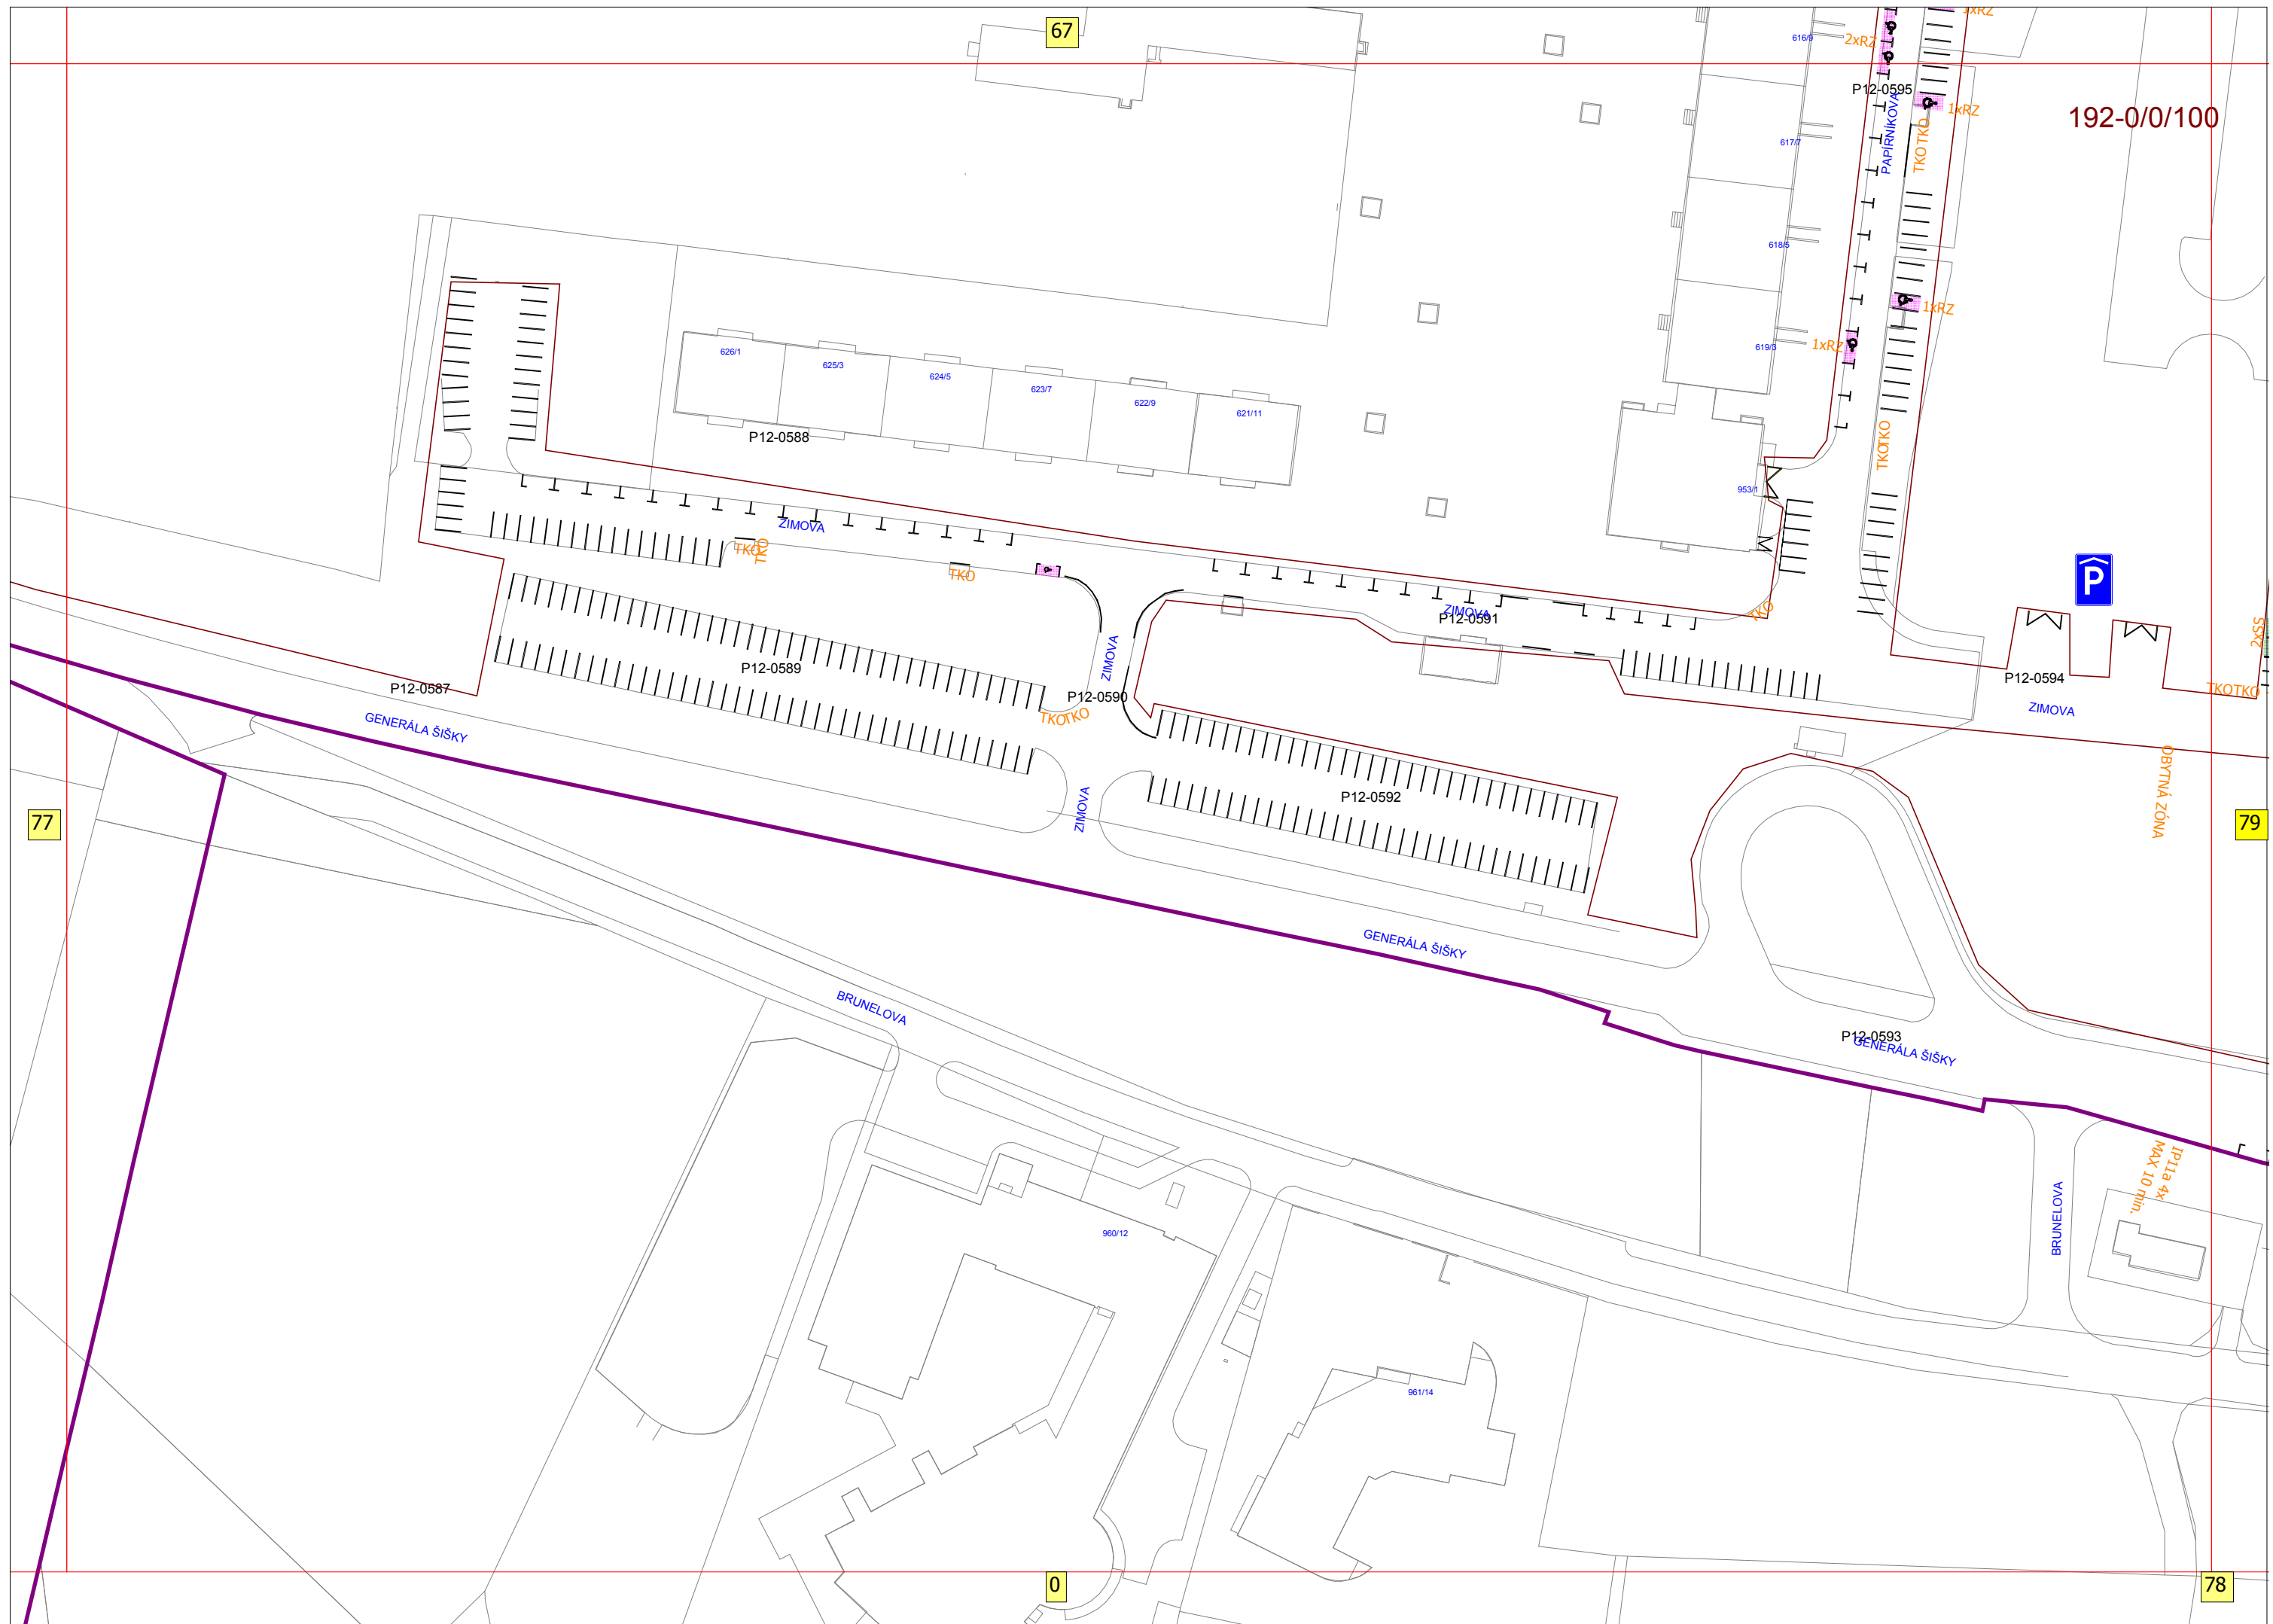 67
1xRZ
616/9
2xRZ
P12-0595
1xRZ
192-0/0/100
PAPÍRNÍKOVA
TKO TKO
617/7
618/5
1xRZ
619/3
1xRZ
626/1
625/3
624/5
623/7
622/9
621/11
P12-0588
TKOTKO
953/1
ZIMOVA
TKO
TKO
TKO
P
ZIMOVA
P12-0591
TKO
2xSS
ZIMOVA
P12-0589
P12-0587
P12-0590
P12-0594
TKOTKO
ZIMOVA
TKOTKO
GENERÁLA ŠIŠKY
OBYTNÁ ZÓNA
ZIMOVA
P12-0592
77
79
GENERÁLA ŠIŠKY
BRUNELOVA
P12-0593
GENERÁLA ŠIŠKY
IP11a 4x
MAX 10 min.
BRUNELOVA
960/12
961/14
0
78